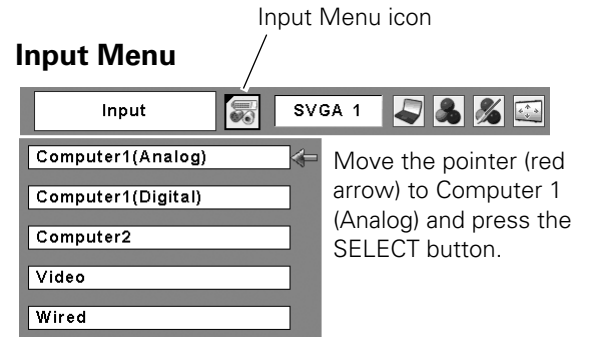 Input Menu icon
Input Menu
Input
SVGA 1
Computer1(Analog)
Computer1(Digital)
Computer2
Video
Wired
Move the pointer (red
arrow) to Computer 1
(Analog) and press the
SELECT button.